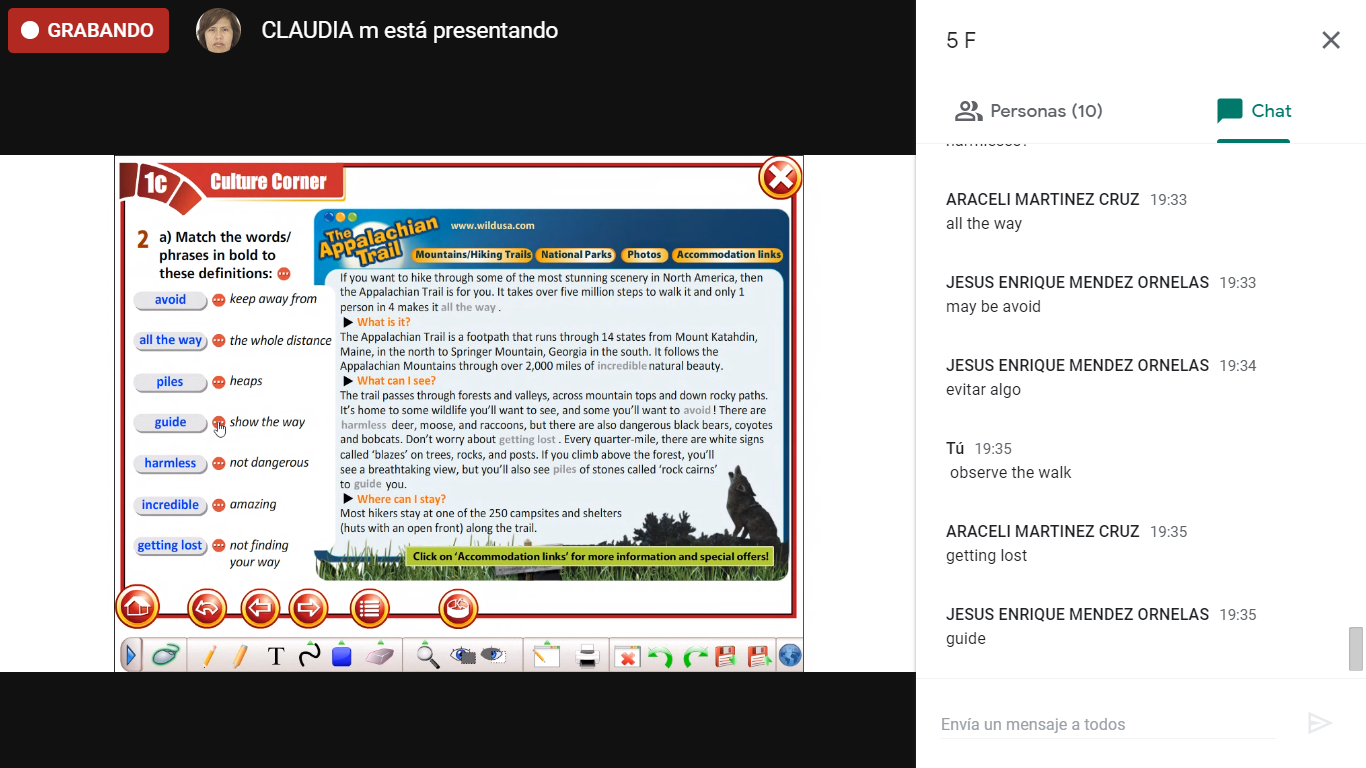 GRABANDO
CLAUDIA m está presentando
1c
Culture Corner
2
a) Match the words/
phrases in bold to
these definitions:
avoid keep away from
all the way the whole distance
piles heaps
guide show the way
harmless not dangerous
incredible amazing
getting lost not finding
your way
The
Appalachian
Trail
www.wildusa.com
Mountains/Hiking Trails
National Parks
Photos
Accommodation links
If you want to hike through some of the most stunning scenery in North America, then
the Appalachian Trail is for you. It takes over five million steps to walk it and only 1
person in 4 makes it all the way .
What is it?
The Appalachian Trail is a footpath that runs through 14 states from Mount Katahdin,
Maine, in the north to Springer Mountain, Georgia in the south. It follows the
Appalachian Mountains through over 2,000 miles of incredible natural beauty.
What can I see?
The trail passes through forests and valleys, across mountain tops and down rocky paths.
It's home to some wildlife you'll want to see, and some you'll want to avoid ! There are
harmless deer, moose, and raccoons, but there are also dangerous black bears, coyotes
and bobcats. Don't worry about getting lost . Every quarter-mile, there are white signs
called 'blazes' on trees, rocks, and posts. If you climb above the forest, you'll
see a breathtaking view, but you'll also see piles of stones called 'rock cairns'
to guide you.
Where can I stay?
Most hikers stay at one of the 250 campsites and shelters
(huts with an open front) along the trail.
Click on 'Accommodation links' for more information and special offers!
T
5 F
Personas (10)
Chat
ARACELI MARTINEZ CRUZ 19:33
all the way
JESUS ENRIQUE MENDEZ ORNELAS 19:33
may be avoid
JESUS ENRIQUE MENDEZ ORNELAS 19:34
evitar algo
Tú 19:35
observe the walk
ARACELI MARTINEZ CRUZ 19:35
getting lost
JESUS ENRIQUE MENDEZ ORNELAS 19:35
guide
Envía un mensaje a todos